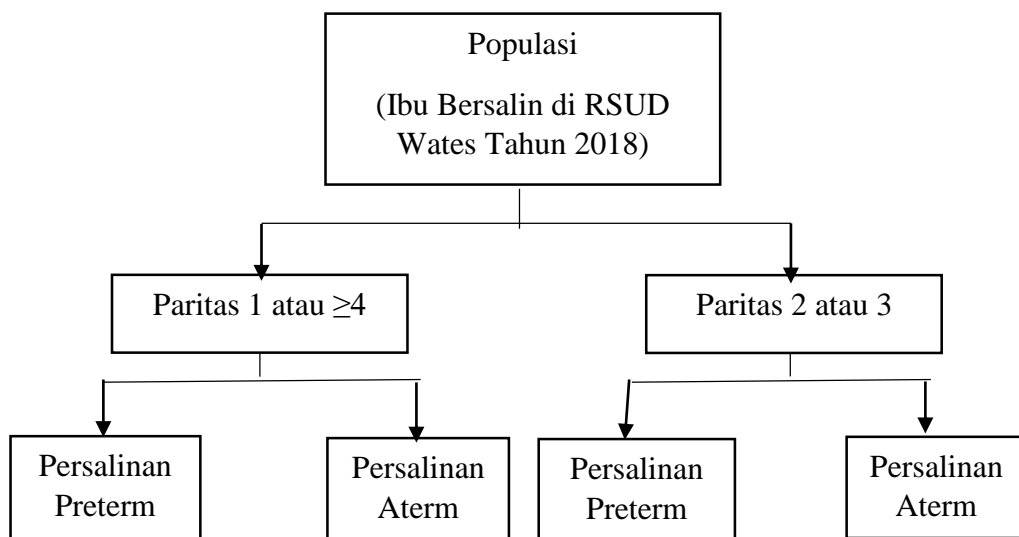 Populasi
(Ibu Bersalin di RSUD
Wates Tahun 2018)
Paritas 1 atau ≥4
Paritas 2 atau 3
Persalinan
Preterm
Persalinan
Aterm
Persalinan
Preterm
Persalinan
Aterm